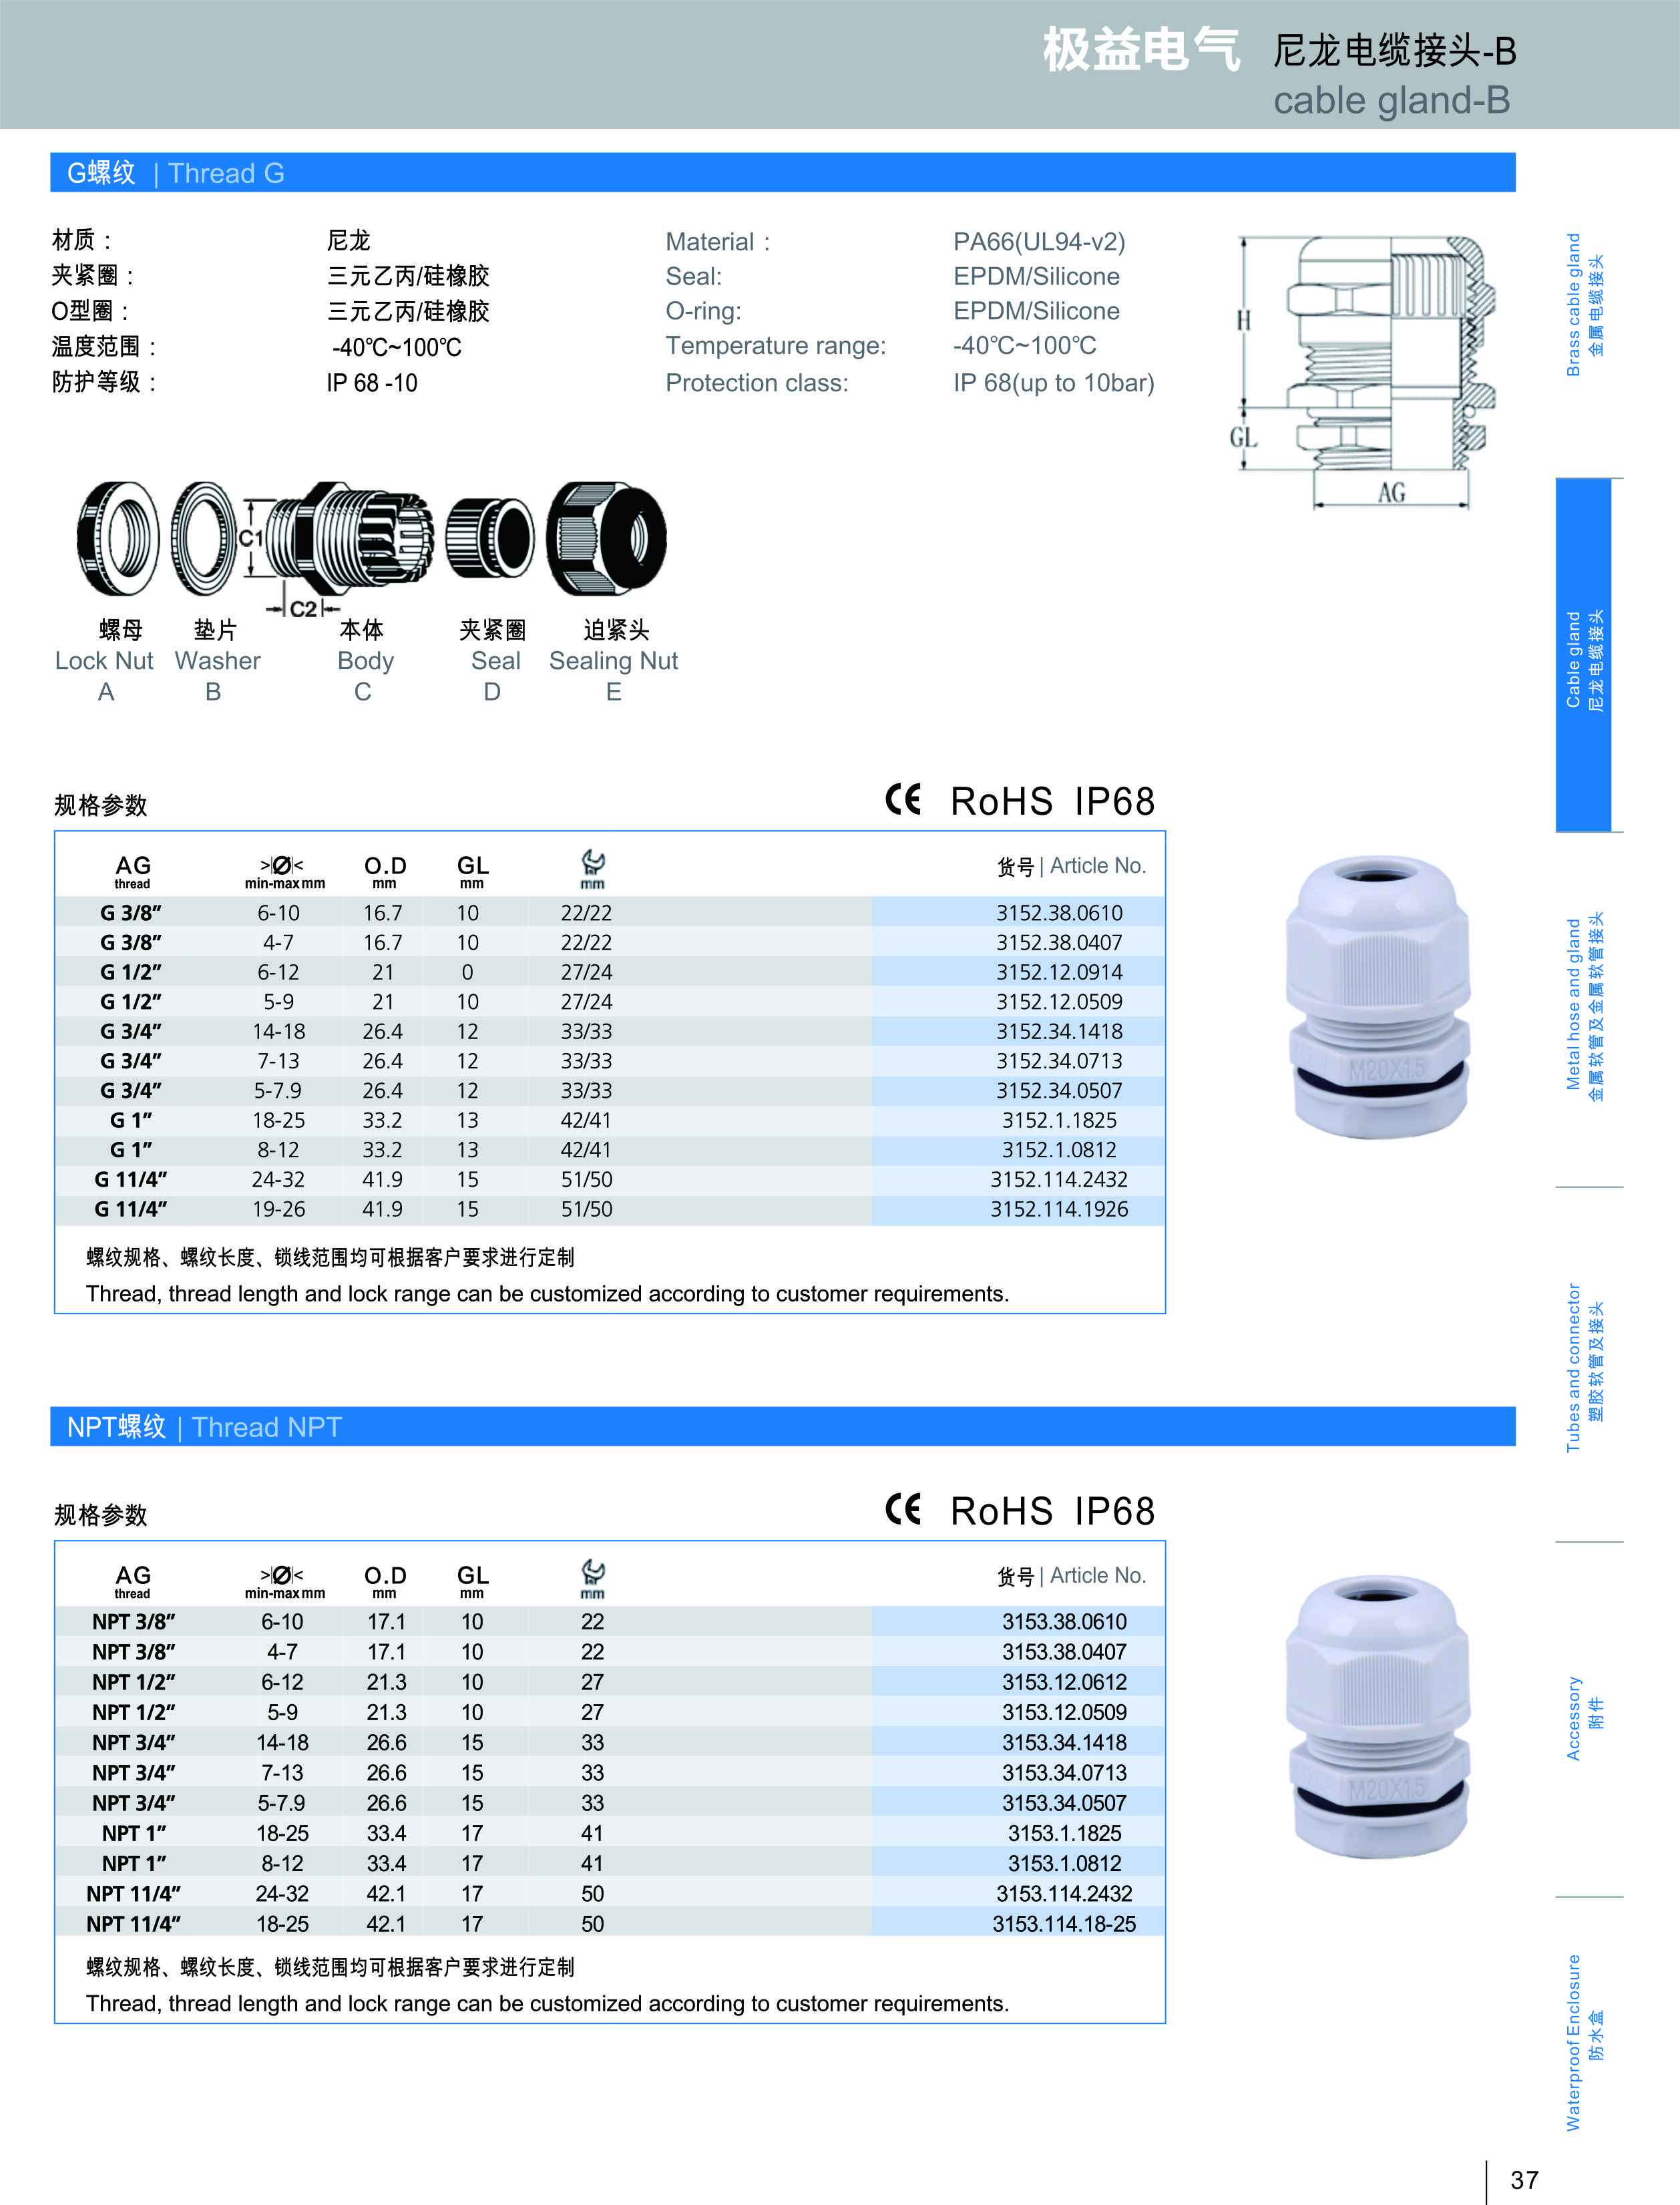 极益电气 尼龙电缆接头-B
cable gland-B
G螺纹 | Thread G
材质： 尼龙 Material： PA66(UL94-v2)
夹紧圈： 三元乙丙/硅橡胶 Seal: EPDM/Silicone
O型圈： 三元乙丙/硅橡胶 O-ring: EPDM/Silicone
温度范围： -40℃~100℃ Temperature range: -40℃~100℃
防护等级： IP 68 -10 Protection class: IP 68(up to 10bar)
H
GL
AG
C1
C2
螺母 垫片 本体 夹紧圈 迫紧头
Lock Nut Washer Body Seal Sealing Nut
A B C D E
规格参数 CE RoHS IP68
AG >|Ø|< O.D GL 货号 | Article No.
thread min-max mm mm mm mm
G 3/8” 6-10 16.7 10 22/22 3152.38.0610
G 3/8” 4-7 16.7 10 22/22 3152.38.0407
G 1/2” 6-12 21 0 27/24 3152.12.0914
G 1/2” 5-9 21 10 27/24 3152.12.0509
G 3/4” 14-18 26.4 12 33/33 3152.34.1418
G 3/4” 7-13 26.4 12 33/33 3152.34.0713
G 3/4” 5-7.9 26.4 12 33/33 3152.34.0507
G 1” 18-25 33.2 13 42/41 3152.1.1825
G 1” 8-12 33.2 13 42/41 3152.1.0812
G 11/4” 24-32 41.9 15 51/50 3152.114.2432
G 11/4” 19-26 41.9 15 51/50 3152.114.1926
螺纹规格、螺纹长度、锁线范围均可根据客户要求进行定制
Thread, thread length and lock range can be customized according to customer requirements.
M20X1.5
NPT螺纹 | Thread NPT
规格参数 CE RoHS IP68
AG >|Ø|< O.D GL 货号 | Article No.
thread min-max mm mm mm mm
NPT 3/8” 6-10 17.1 10 22 3153.38.0610
NPT 3/8” 4-7 17.1 10 22 3153.38.0407
NPT 1/2” 6-12 21.3 10 27 3153.12.0612
NPT 1/2” 5-9 21.3 10 27 3153.12.0509
NPT 3/4” 14-18 26.6 15 33 3153.34.1418
NPT 3/4” 7-13 26.6 15 33 3153.34.0713
NPT 3/4” 5-7.9 26.6 15 33 3153.34.0507
NPT 1” 18-25 33.4 17 41 3153.1.1825
NPT 1” 8-12 33.4 17 41 3153.1.0812
NPT 11/4” 24-32 42.1 17 50 3153.114.2432
NPT 11/4” 18-25 42.1 17 50 3153.114.18-25
螺纹规格、螺纹长度、锁线范围均可根据客户要求进行定制
Thread, thread length and lock range can be customized according to customer requirements.
M20X1.5
Brass cable gland
金属电缆接头
Cable gland
尼龙电缆接头
Metal hose and gland
金属软管及金属软管接头
Tubes and connector
塑胶软管及接头
Accessory
附件
Waterproof Enclosure
防水盒
37